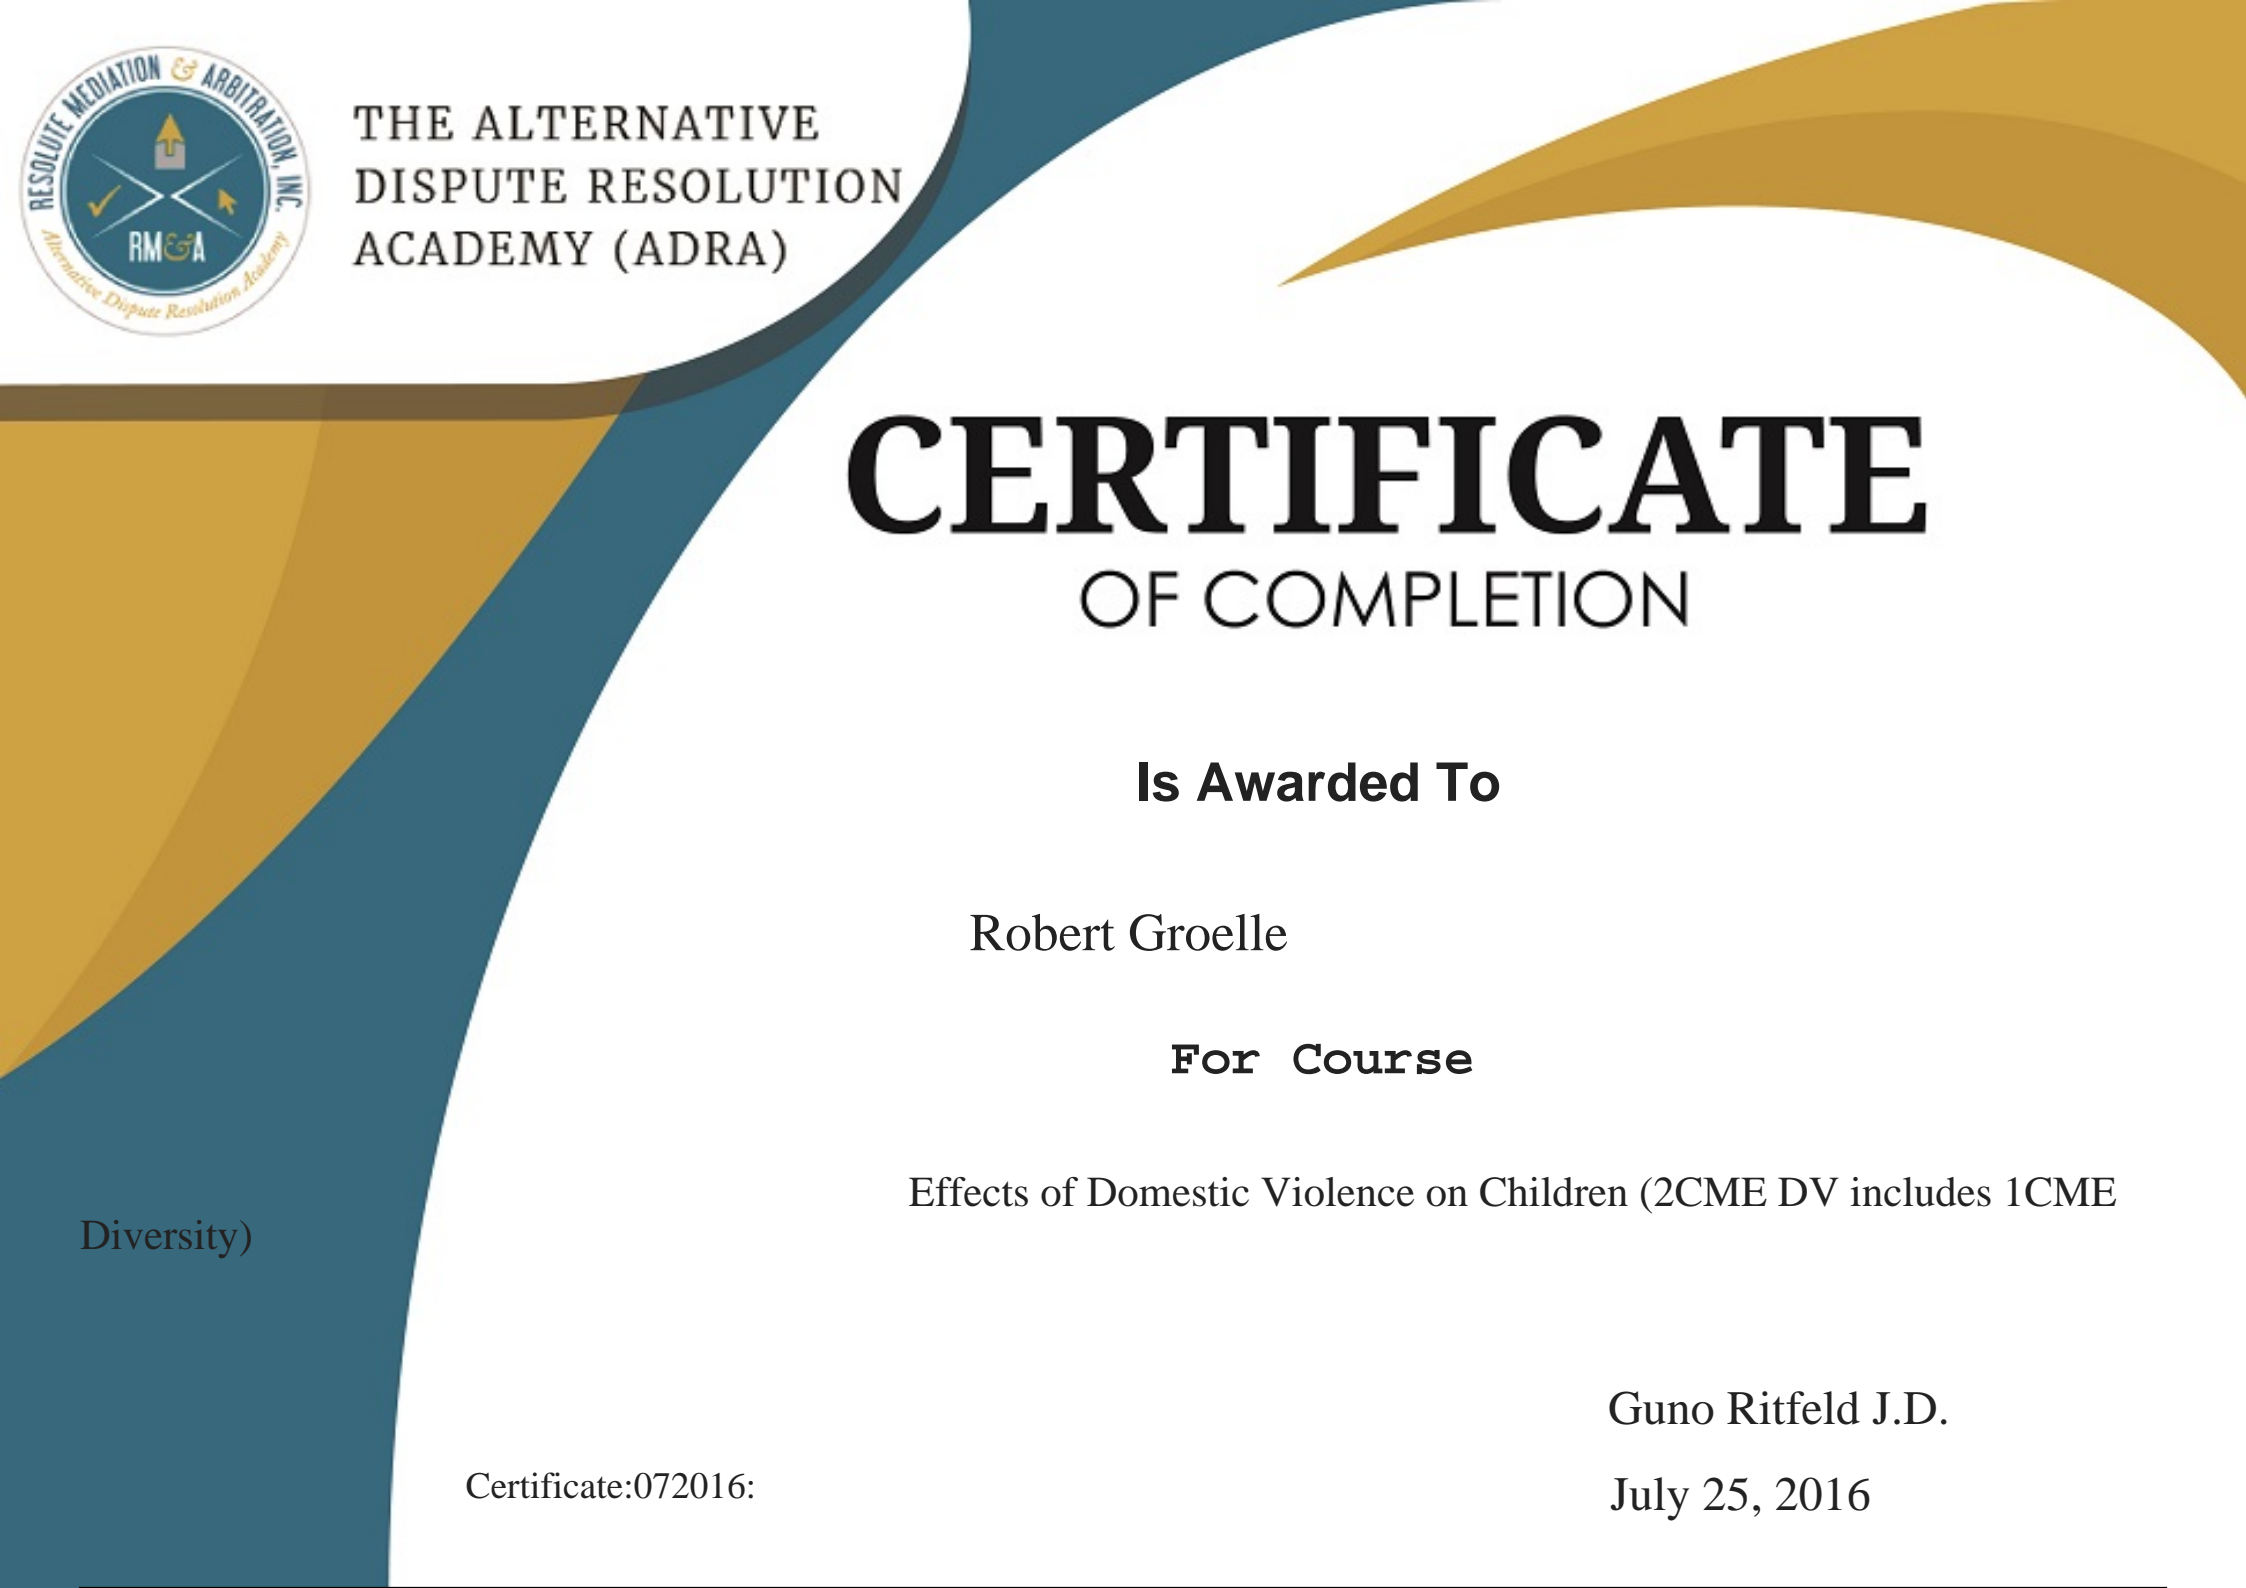 RESOLUTE MEDIATION & ARBITRATION, INC.
RM&A
Alternative Dispute Resolution Academy
THE ALTERNATIVE
DISPUTE RESOLUTION
ACADEMY (ADRA)
CERTIFICATE
OF COMPLETION
Is Awarded To
Robert Groelle
For Course
Effects of Domestic Violence on Children (2CME DV includes 1CME
Diversity)
Guno Ritfeld J.D.
Certificate:072016:
July 25, 2016